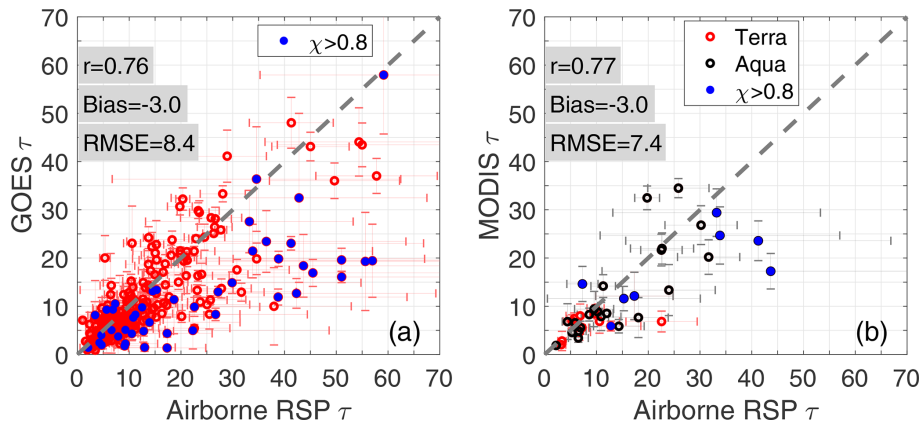 70
60
50
40
30
20
10
0
GOES τ
r=0.76
Bias=-3.0
RMSE=8.4
χ>0.8
(a)
0 10 20 30 40 50 60 70
Airborne RSP τ
70
60
50
40
30
20
10
0
MODIS τ
r=0.77
Bias=-3.0
RMSE=7.4
Terra
Aqua
χ>0.8
(b)
0 10 20 30 40 50 60 70
Airborne RSP τ